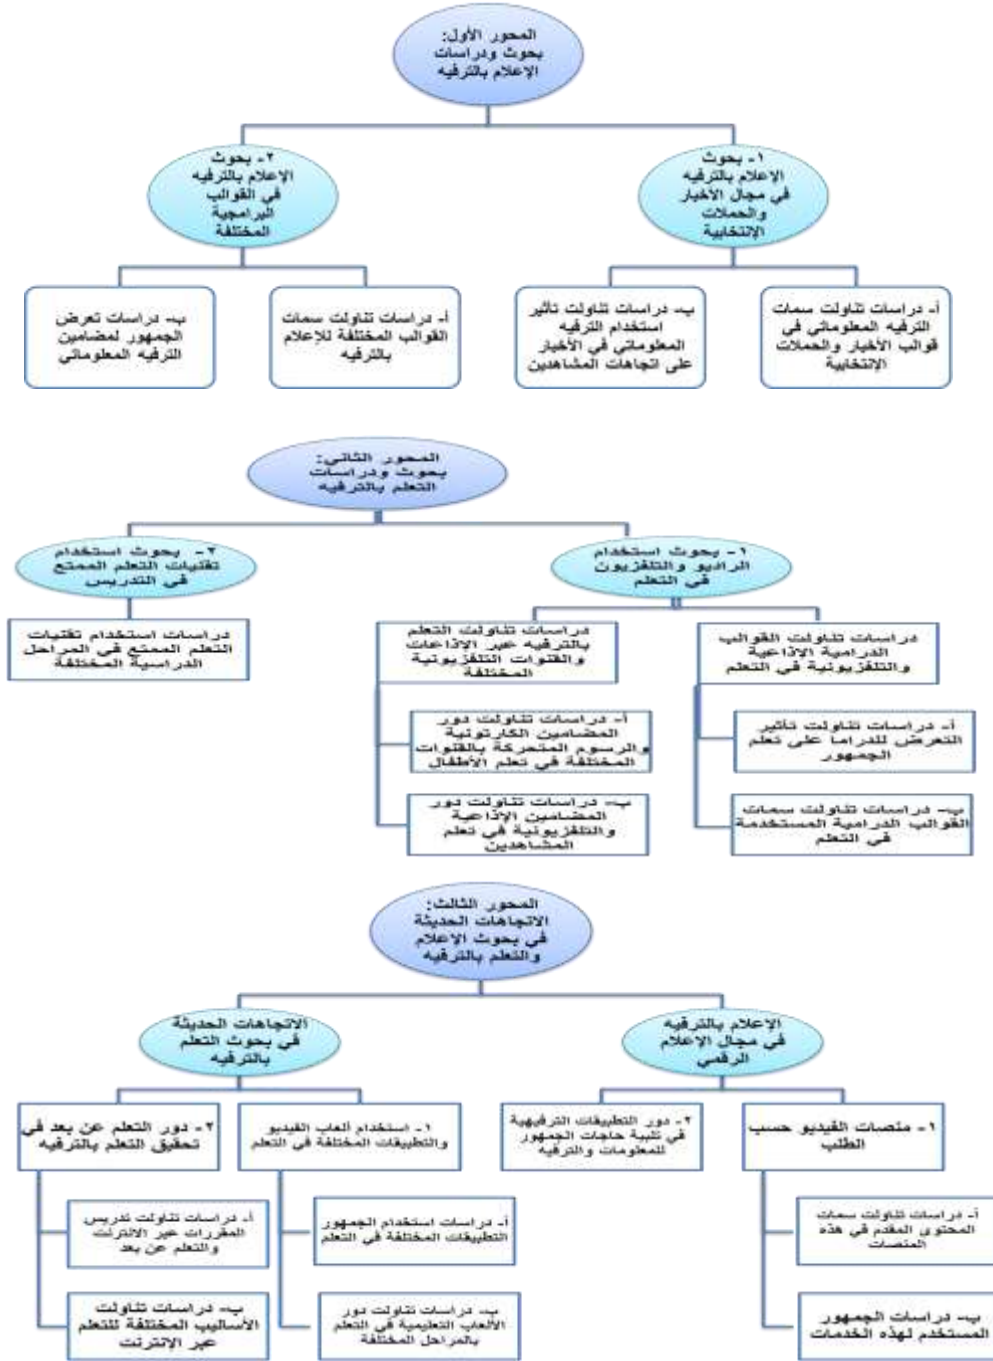 المحور الأول:
بحوث ودراسات
الإعلام بالترفيه
١- بحوث
الإعلام بالترفيه
في مجال الأخبار
والحملات
الإنتخابية
٢- بحوث
الإعلام بالترفيه
في القوالب
البرامجية
المختلفة
أ- دراسات تناولت سمات
الترفيه المعلوماتي في
قوالب الأخبار والحملات
الإنتخابية
ب- دراسات تناولت تأثير
استخدام الترفيه
المعلوماتي في الأخبار
على اتجاهات المشاهدين
أ- دراسات تناولت سمات
القوالب المختلفة للإعلام
بالترفيه
ب- دراسات تعرض
الجمهور لمضامين
الترفيه المعلوماتي
المحور الثاني:
بحوث ودراسات
التعلم بالترفيه
١- بحوث استخدام
الراديو والتلفزيون
في التعلم
٢- بحوث استخدام
تقنيات التعلم الممتع
في التدريس
دراسات تناولت القوالب
الدرامية الإذاعية
والتلفزيونية في التعلم
أ- دراسات تناولت تأثير
التعرض للدراما على تعلم
الجمهور
ب- دراسات تناولت سمات
القوالب الدرامية المستخدمة
في التعلم
دراسات تناولت التعلم
بالترفيه عبر الإذاعات
والقنوات التلفزيونية
المختلفة
أ- دراسات تناولت دور
المضامين الكارتونية
والرسوم المتحركة بالقنوات
المختلفة في تعلم الأطفال
ب- دراسات تناولت دور
المضامين الإذاعية
والتلفزيونية في تعلم
المشاهدين
دراسات استخدام تقنيات
التعلم الممتع في المراحل
الدراسية المختلفة
المحور الثالث:
الاتجاهات الحديثة
في بحوث الإعلام
والتعلم بالترفيه
الإعلام بالترفيه
في مجال الإعلام
الرقمي
الاتجاهات الحديثة
في بحوث التعلم
بالترفيه
١- منصات الفيديو حسب
الطلب
أ- دراسات تناولت سمات
المحتوى المقدم في هذه
المنصات
ب- دراسات الجمهور
المستخدم لهذه الخدمات
٢- دور التطبيقات الترفيهية
في تلبية حاجات الجمهور
للمعلومات والترفيه
١- استخدام ألعاب الفيديو
والتطبيقات المختلفة في التعلم
أ- دراسات استخدام الجمهور
التطبيقات المختلفة في التعلم
ب- دراسات تناولت دور
الألعاب التعليمية في التعلم
بالمراحل المختلفة
٢- دور التعلم عن بعد في
تحقيق التعلم بالترفيه
أ- دراسات تناولت تدريس
المقررات عبر الانترنت
والتعلم عن بعد
ب- دراسات تناولت
الأساليب المختلفة للتعلم
عبر الإنترنت